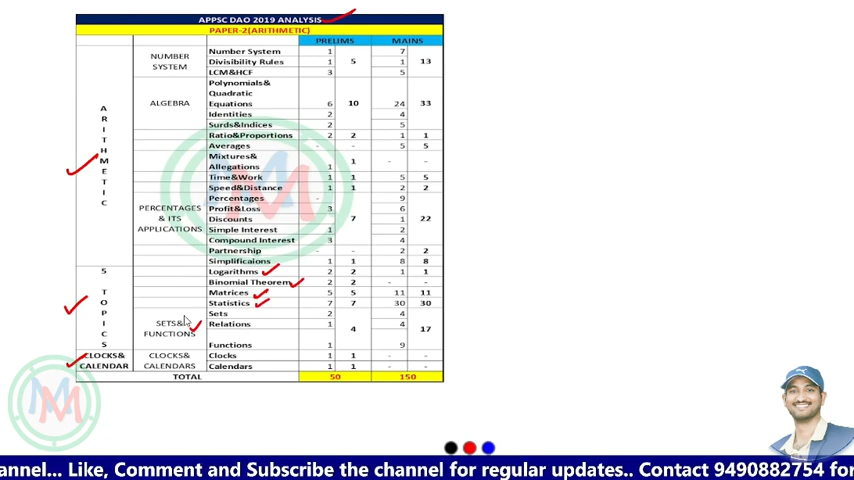 APPSC DAO 2019 ANALYSIS
PAPER-2(ARITHMETIC)
PRELIMS MAINS
ARITHMETIC
NUMBER SYSTEM
Number System 1 7
Divisibility Rules 1 5 1 13
LCM&HCF 3 5
ALGEBRA
Polynomials& Quadratic
Equations 6 10 24 33
Identities 2 4
Surds&Indices 2 5
Ratio&Proportions 2 2 1 1
Averages - - 5 5
Mixtures&
Allegations 1 1 - -
Time&Work 1 1 5 5
Speed&Distance 1 1 2 2
PERCENTAGES & ITS APPLICATIONS
Percentages - 9
Profit&Loss 3 6
Discounts 7 1 22
Simple Interest 1 2
Compound Interest 3 4
Partnership - - 2 2
Simplificaions 1 1 8 8
5 TOPICS
Logarithms 2 2 1 1
Binomial Theorem 2 2 - -
Matrices 5 5 11 11
Statistics 7 7 30 30
SETS& FUNCTIONS
Sets 2 4
Relations 1 4 4 17
Functions 1 9
CLOCKS& CALENDAR
CLOCKS& CALENDARS
Clocks 1 1 - -
Calendars 1 1 - -
TOTAL 50 150
MM
MM
annel... Like, Comment and Subscribe the channel for regular updates.. Contact 9490882754 for